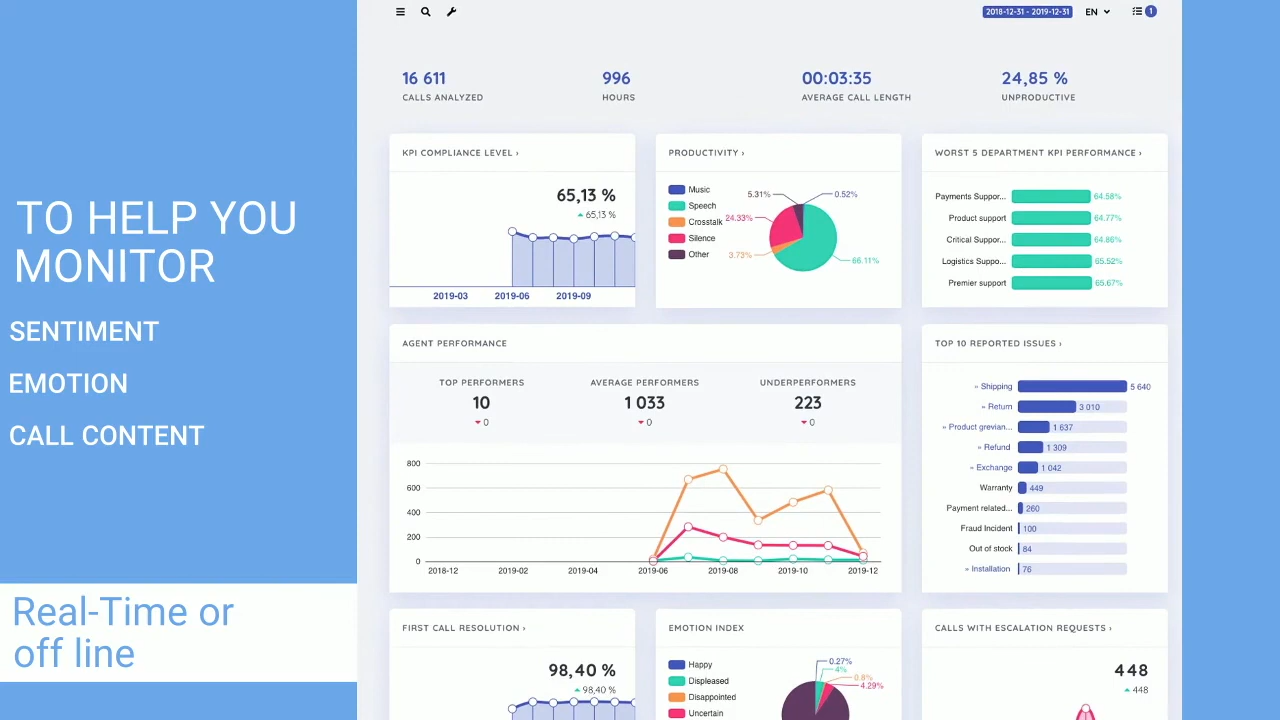 TO HELP YOU
MONITOR
SENTIMENT
EMOTION
CALL CONTENT
Real-Time or
off line
2018-12-31 - 2019-12-31
EN
1
16 611
CALLS ANALYZED
996
HOURS
00:03:35
AVERAGE CALL LENGTH
24,85 %
UNPRODUCTIVE
KPI COMPLIANCE LEVEL ›
65,13 %
65,13 %
2019-03
2019-06
2019-09
PRODUCTIVITY ›
Music
Speech
Crosstalk
Silence
Other
5.31%
0.52%
24.33%
3.73%
66.11%
WORST 5 DEPARTMENT KPI PERFORMANCE ›
Payments Suppor... 64.58%
Product support 64.77%
Critical Suppor... 64.86%
Logistics Suppo... 65.52%
Premier support 65.67%
AGENT PERFORMANCE
TOP PERFORMERS
10
0
AVERAGE PERFORMERS
1 033
0
UNDERPERFORMERS
223
0
800
600
400
200
0
2018-12
2019-02
2019-04
2019-06
2019-08
2019-10
2019-12
TOP 10 REPORTED ISSUES ›
» Shipping 5 640
» Return 3 010
» Product grevian... 1 637
» Refund 1 309
» Exchange 1 042
Warranty 449
Payment related... 260
Fraud Incident 100
Out of stock 84
» Installation 76
FIRST CALL RESOLUTION ›
98,40 %
98,40 %
EMOTION INDEX
Happy
Displeased
Disappointed
Uncertain
0.27%
4%
0.8%
4.29%
CALLS WITH ESCALATION REQUESTS ›
448
448